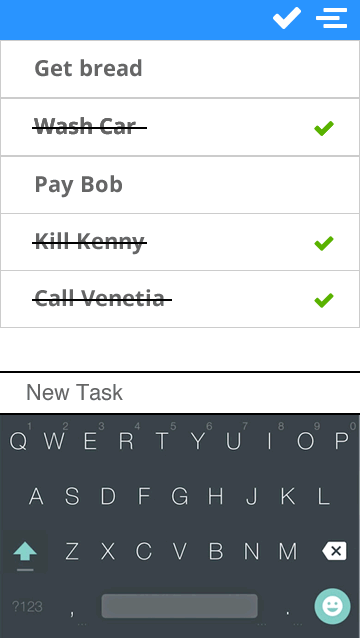 Get bread
Wash Car
Pay Bob
Kill Kenny
Call Venetia
New Task
1 2 3 4 5 6 7 8 9 0
Q W E R T Y U I O P
A S D F G H J K L
Z X C V B N M
?123 , .